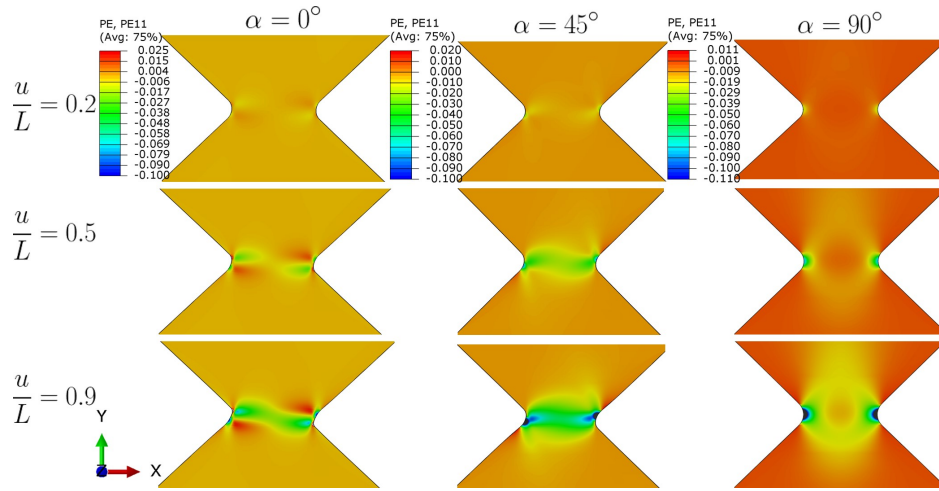 α = 0°
α = 45°
α = 90°
PE, PE11
(Avg: 75%)
0.025
0.015
0.004
-0.006
-0.017
-0.027
-0.037
-0.048
-0.058
-0.069
-0.079
-0.090
-0.100
PE, PE11
(Avg: 75%)
0.020
0.010
0.000
-0.010
-0.020
-0.030
-0.040
-0.050
-0.060
-0.070
-0.080
-0.090
-0.100
PE, PE11
(Avg: 75%)
0.011
0.001
-0.009
-0.019
-0.029
-0.039
-0.050
-0.060
-0.070
-0.080
-0.090
-0.100
-0.110
u/L = 0.2
u/L = 0.5
u/L = 0.9
Y
X
Z